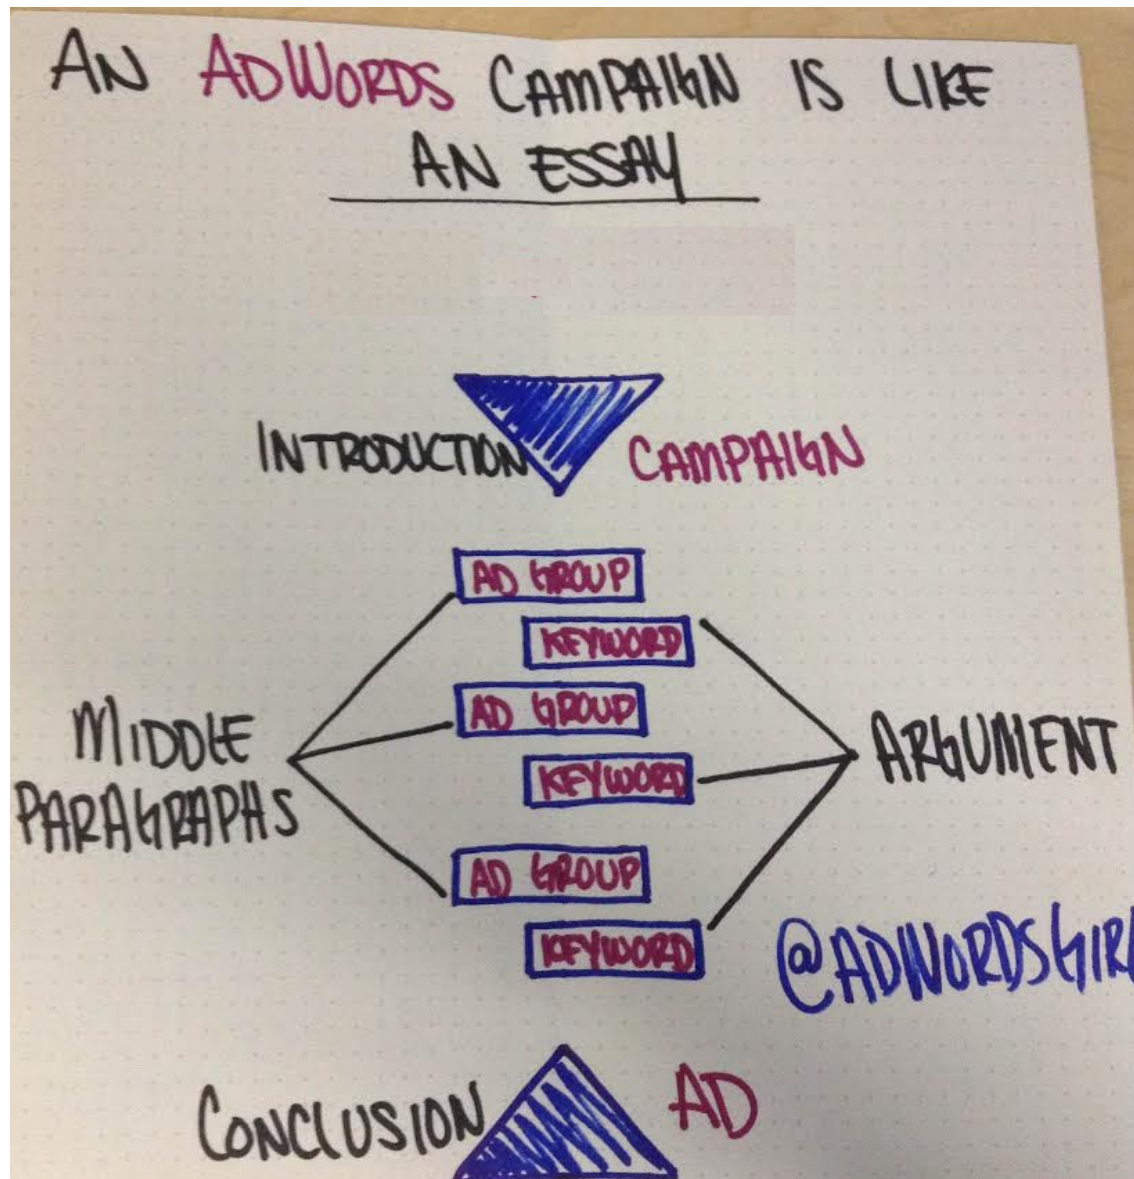 AN ADWORDS CAMPAIGN IS LIKE
AN ESSAY
INTRODUCTION CAMPAIGN
AD GROUP
KEYWORD
AD GROUP
MIDDLE
PARAGRAPHS
KEYWORD
ARGUMENT
AD GROUP
KEYWORD
@ADWORDSGIRL
CONCLUSION AD